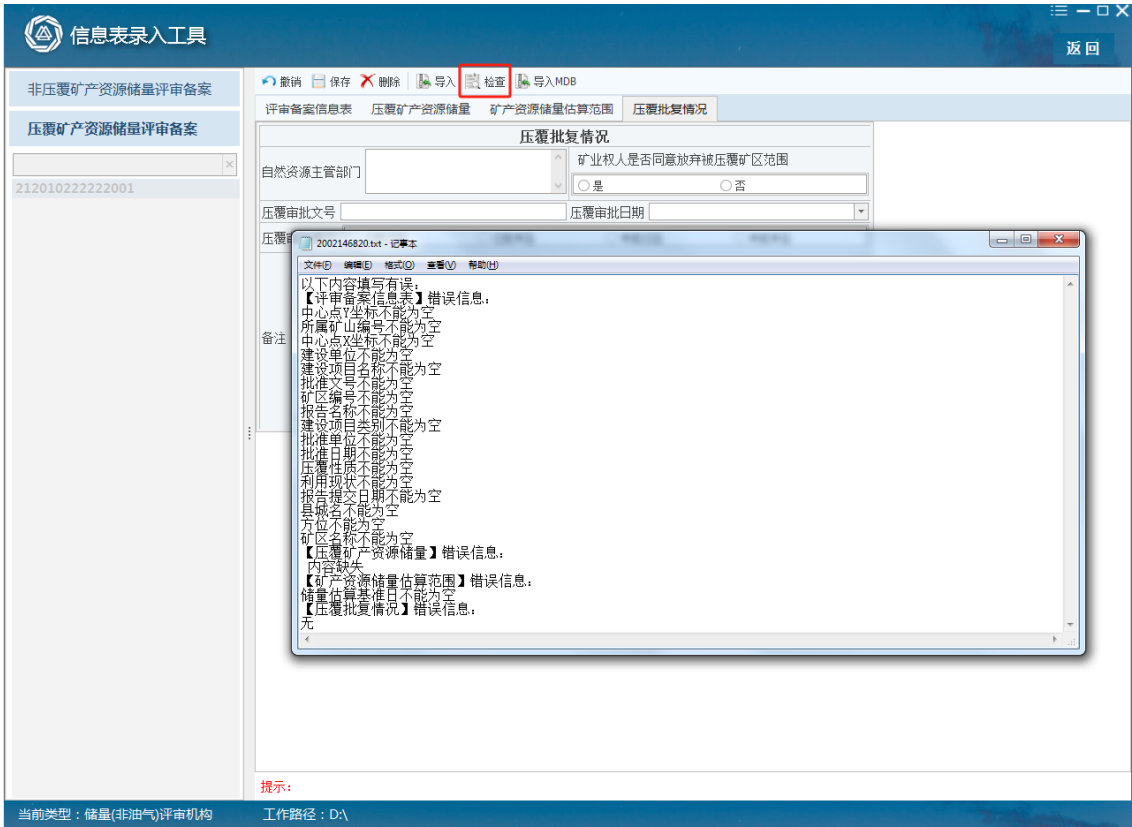 信息表录入工具
返回
非压覆矿产资源储量评审备案
压覆矿产资源储量评审备案
212010222222001
撤销 保存 删除 导入 检查 导入MDB
评审备案信息表 压覆矿产资源储量 矿产资源储量估算范围 压覆批复情况
压覆批复情况
自然资源主管部门
矿业权人是否同意放弃被压覆矿区范围
是 否
压覆审批文号 压覆审批日期
压覆
备注
2002146820.txt - 记事本
文件(F) 编辑(E) 格式(O) 查看(V) 帮助(H)
以下内容填写有误:
【评审备案信息表】错误信息:
中心点Y坐标不能为空
所属矿山编号不能为空
中心点X坐标不能为空
建设单位不能为空
建设项目名称不能为空
批准文号不能为空
矿区编号不能为空
报告名称不能为空
建设项目类别不能为空
批准单位不能为空
批准日期不能为空
压覆性质不能为空
利用现状不能为空
报告提交日期不能为空
县城名不能为空
方位不能为空
矿区名称不能为空
【压覆矿产资源储量】错误信息:
内容缺失
【矿产资源储量估算范围】错误信息:
储量估算基准日不能为空
【压覆批复情况】错误信息:
无
提示:
当前类型：储量(非油气)评审机构 工作路径：D:\